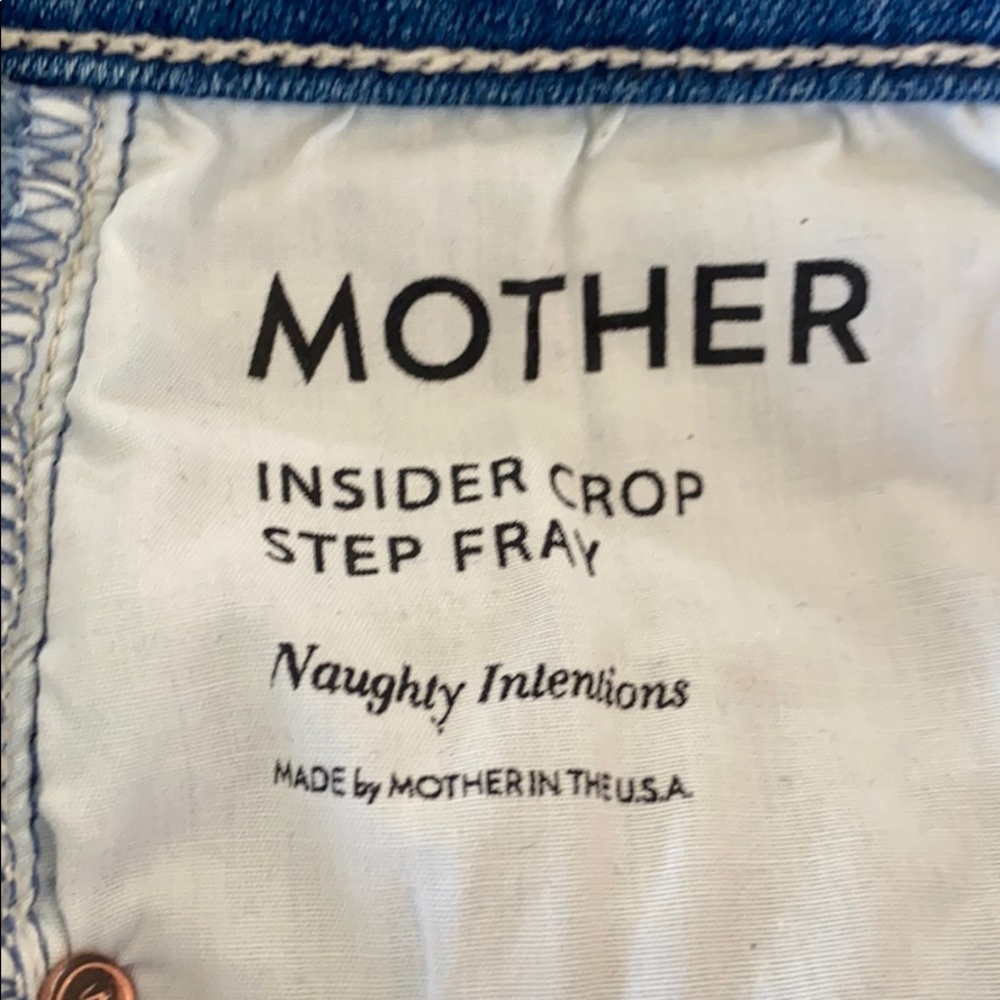 MOTHER
INSIDER CROP
STEP FRAY
Naughty Intentions
MADE by MOTHER IN THE U.S.A.